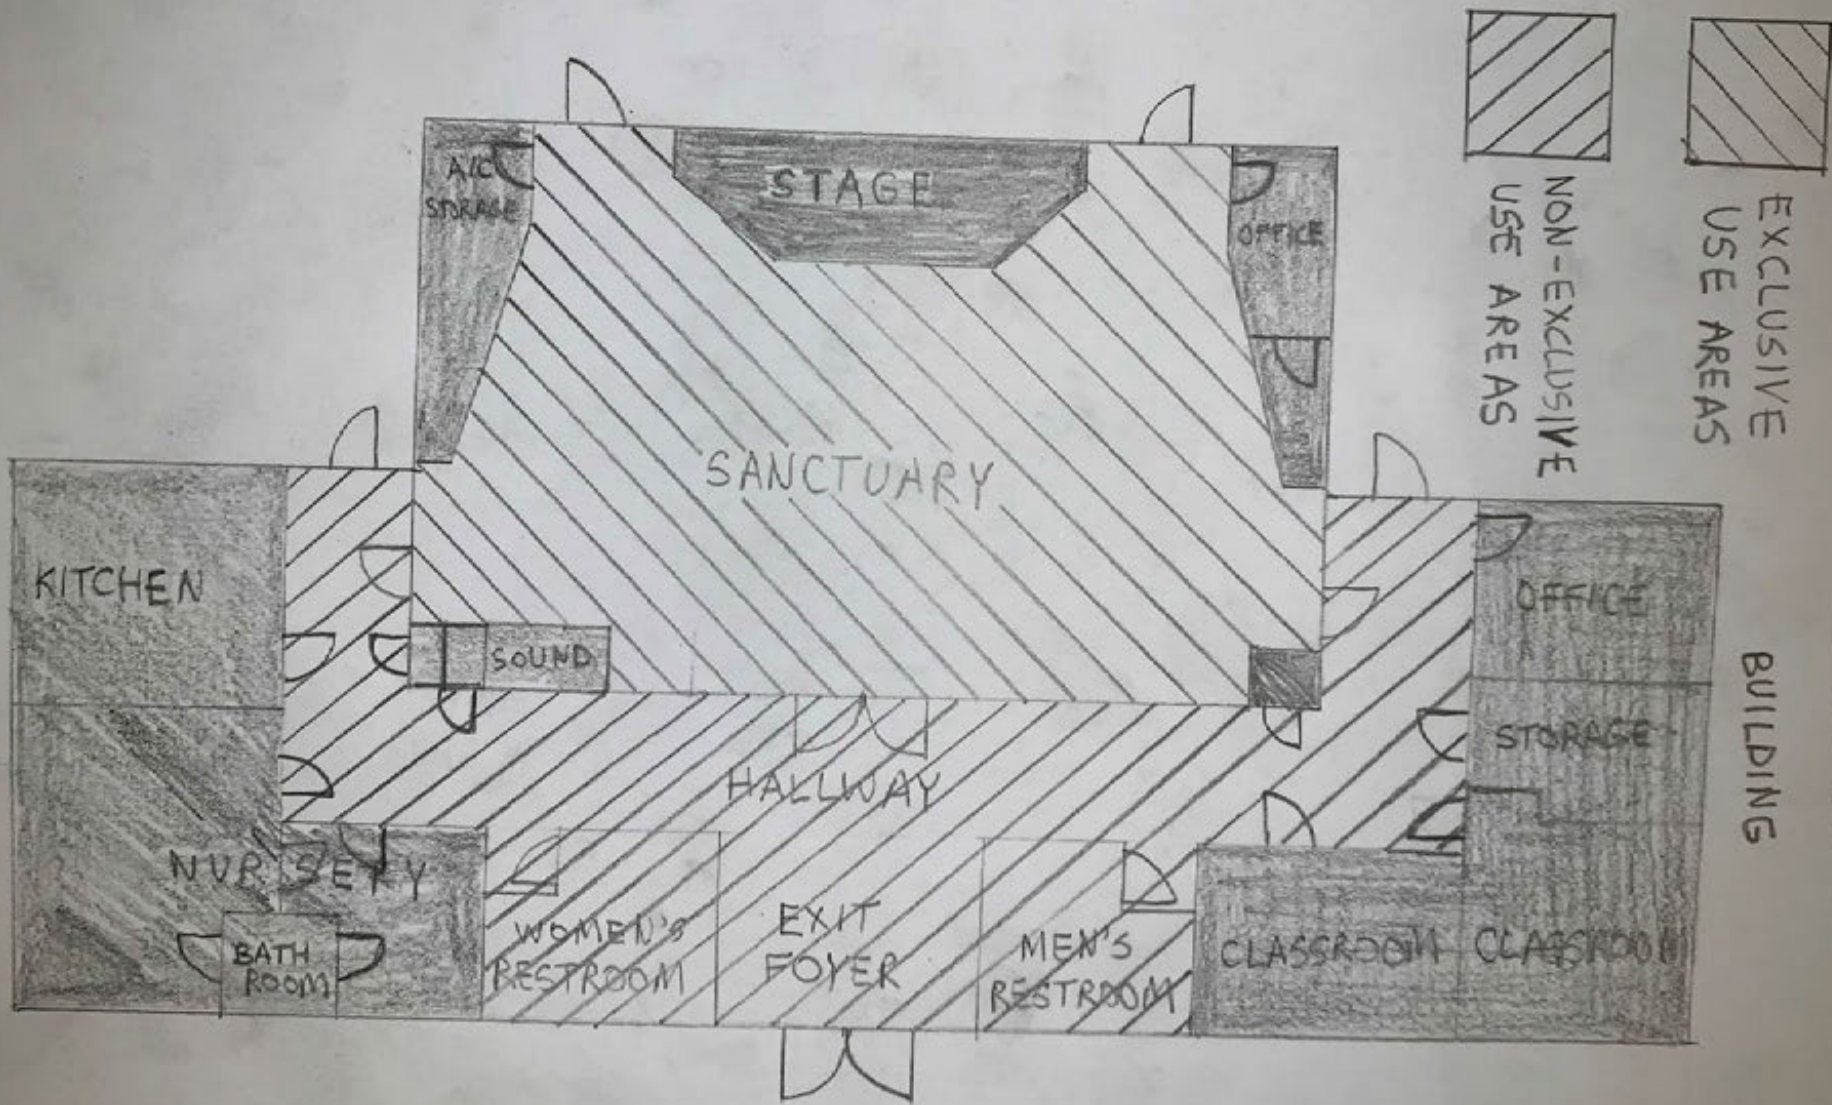 A/C
STORAGE
STAGE
OFFICE
NON-EXCLUSIVE
USE AREAS
EXCLUSIVE
USE AREAS
SANCTUARY
KITCHEN
SOUND
OFFICE
STORAGE
BUILDING
HALLWAY
NURSERY
BATH
ROOM
WOMEN'S
RESTROOM
EXIT
FOYER
MEN'S
RESTROOM
CLASSROOM
CLASSROOM